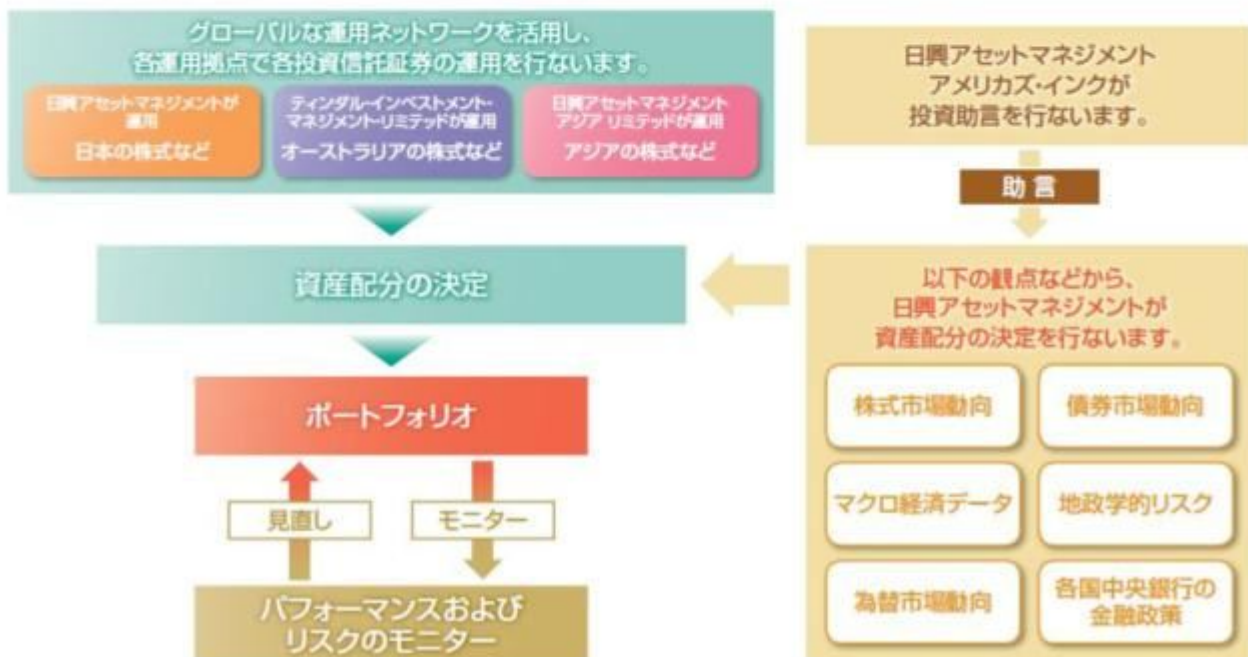 グローバルな運用ネットワークを活用し、
各運用拠点で各投資信託証券の運用を行ないます。
日興アセットマネジメントが
運用
日本の株式など
ティンダル・インベストメント・
マネジメント・リミテッドが運用
オーストラリアの株式など
日興アセットマネジメント
アジア リミテッドが運用
アジアの株式など
資産配分の決定
ポートフォリオ
見直し
モニター
パフォーマンスおよび
リスクのモニター
日興アセットマネジメント
アメリカズ・インクが
投資助言を行ないます。
助言
以下の観点などから、
日興アセットマネジメントが
資産配分の決定を行ないます。
株式市場動向
債券市場動向
マクロ経済データ
地政学的リスク
為替市場動向
各国中央銀行の
金融政策